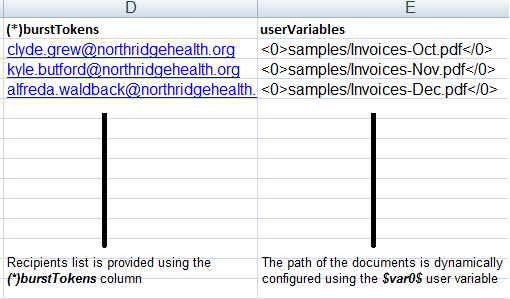 D E
(*)burstTokens userVariables
clyde.grew@northridgehealth.org <0>samples/Invoices-Oct.pdf</0>
kyle.butford@northridgehealth.org <0>samples/Invoices-Nov.pdf</0>
alfreda.waldback@northridgehealth. <0>samples/Invoices-Dec.pdf</0>
Recipients list is provided using the
(*)burstTokens column
The path of the documents is dynamically
configured using the $var0$ user variable